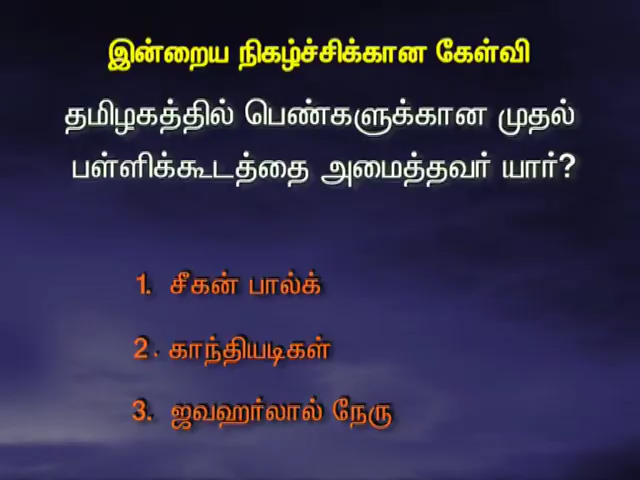 இன்றைய நிகழ்ச்சிக்கான கேள்வி
தமிழகத்தில் பெண்களுக்கான முதல்
பள்ளிக்கூடத்தை அமைத்தவர் யார்?
1. சீகன் பால்க்
2. காந்தியடிகள்
3. ஜவஹர்லால் நேரு